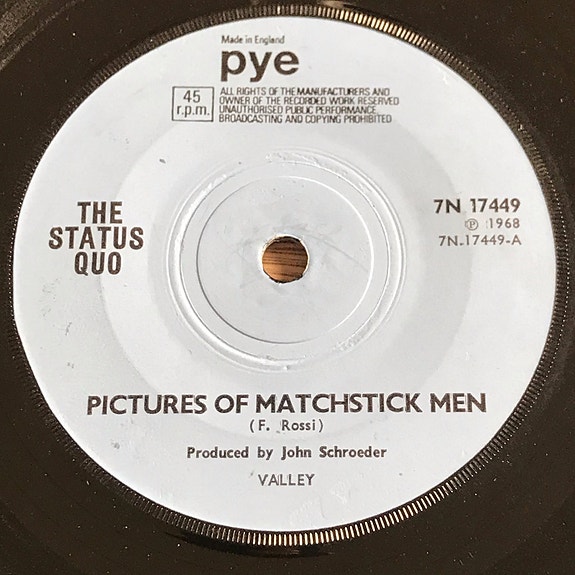 Made in England
pye
45
r.p.m.
ALL RIGHTS OF THE MANUFACTURERS AND
OWNER OF THE RECORDED WORK RESERVED
UNAUTHORISED PUBLIC PERFORMANCE,
BROADCASTING AND COPYING PROHIBITED
THE
STATUS
QUO
7N 17449
℗ 1968
7N.17449-A
PICTURES OF MATCHSTICK MEN
(F. Rossi)
Produced by John Schroeder
VALLEY